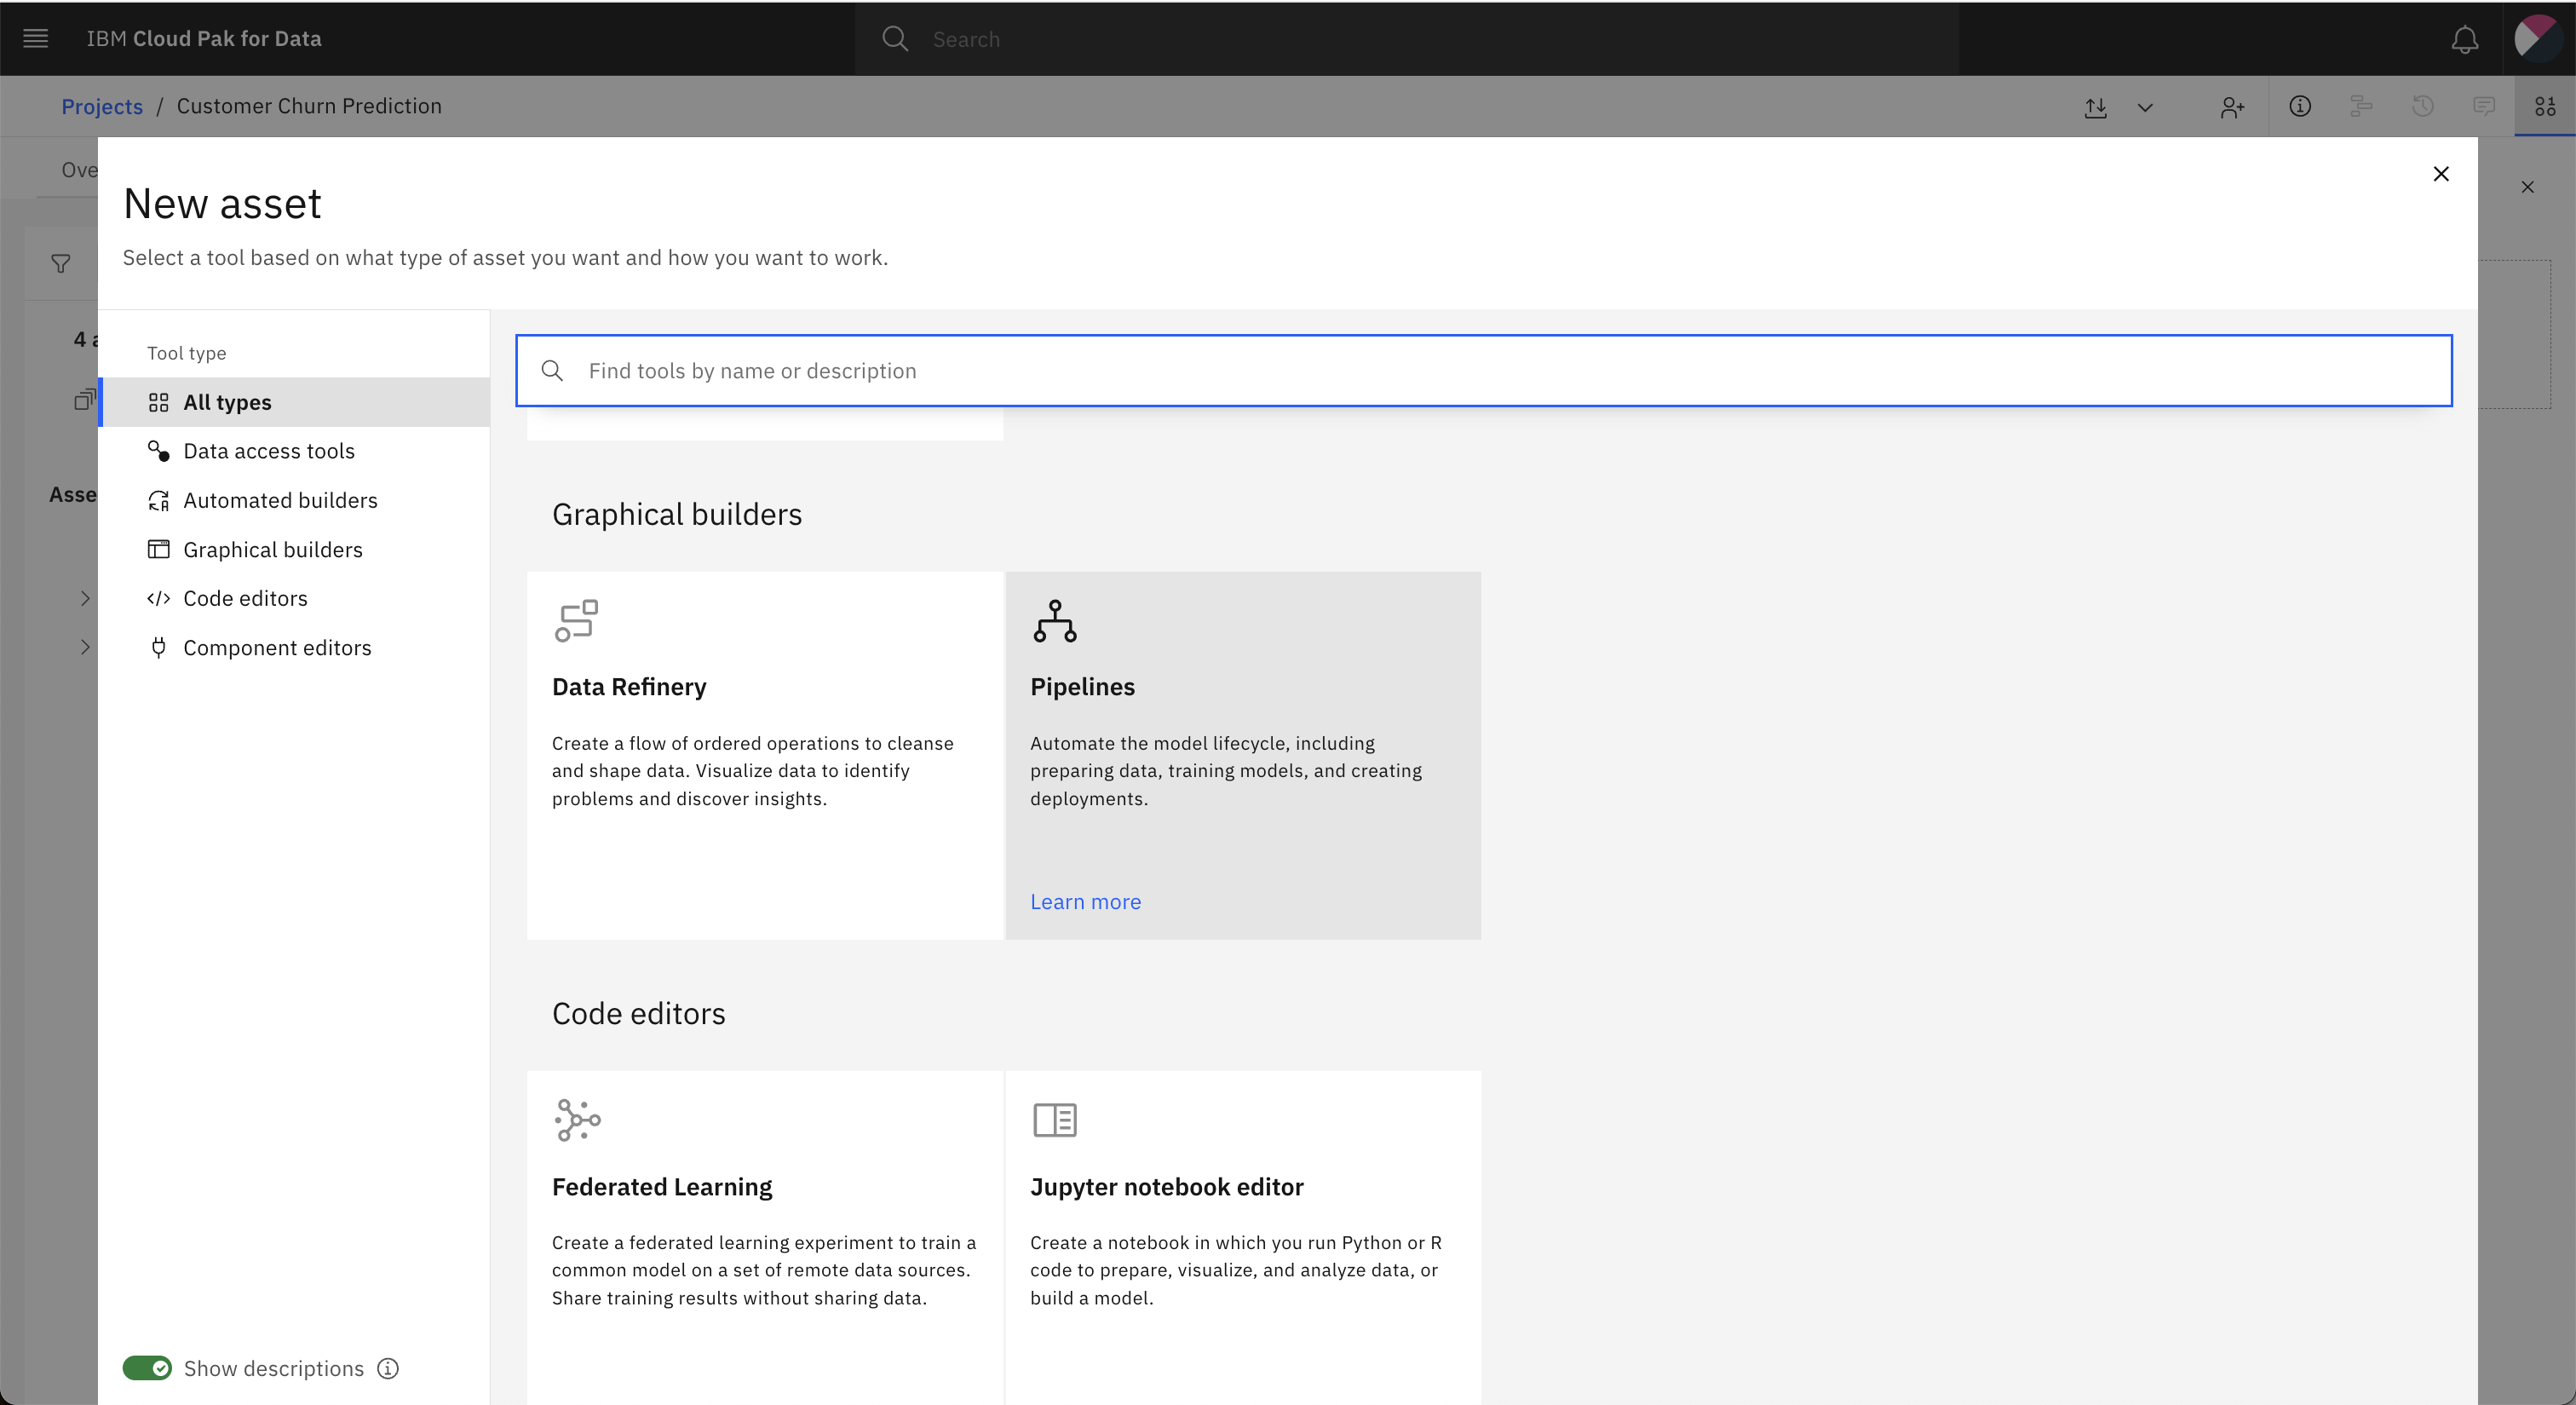 IBM Cloud Pak for Data
Search
Projects / Customer Churn Prediction
Ove
New asset
Select a tool based on what type of asset you want and how you want to work.
4 a
Asse
Tool type
All types
Data access tools
Automated builders
Graphical builders
Code editors
Component editors
Show descriptions
Find tools by name or description
Graphical builders
Data Refinery
Create a flow of ordered operations to cleanse
and shape data. Visualize data to identify
problems and discover insights.
Pipelines
Automate the model lifecycle, including
preparing data, training models, and creating
deployments.
Learn more
Code editors
Federated Learning
Create a federated learning experiment to train a
common model on a set of remote data sources.
Share training results without sharing data.
Jupyter notebook editor
Create a notebook in which you run Python or R
code to prepare, visualize, and analyze data, or
build a model.